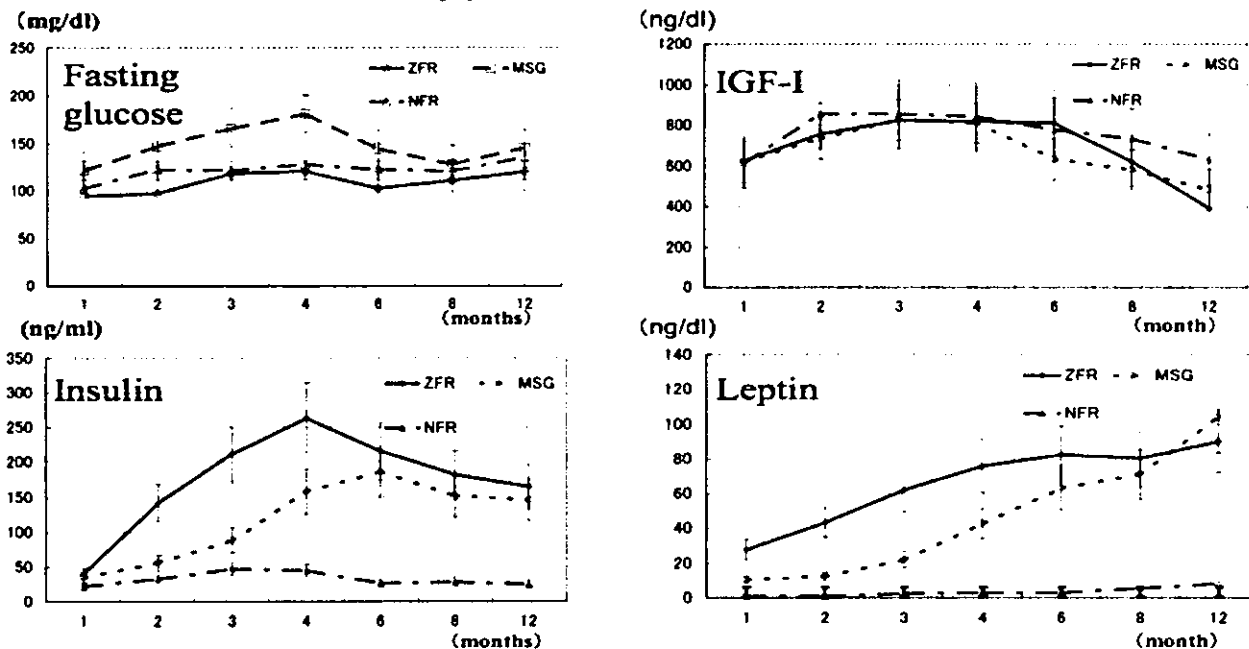 (mg/dl)
250
200
150
100
50
0
Fasting
glucose
ZFR
MSG
NFR
1 2 3 4 6 8 12
(months)
(ng/dl)
1200
1000
800
600
400
200
0
IGF-I
ZFR
MSG
NFR
1 2 3 4 6 8 12
(month)
(ng/ml)
350
300
250
200
150
100
50
0
Insulin
ZFR
MSG
NFR
1 2 3 4 6 8 12
(months)
(ng/dl)
140
120
100
80
60
40
20
0
Leptin
ZFR
MSG
NFR
1 2 3 4 6 8 12
(month)